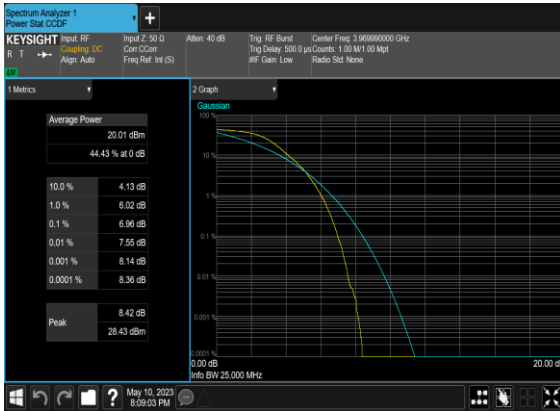 Spectrum Analyzer 1
Power Stat CCDF
KEYSIGHT
R T
LV
Input: RF
Coupling: DC
Align: Auto
Input Z: 50 Ω
Corr CCorr
Freq Ref: Int (S)
Atten: 40 dB
Trig: RF Burst
Trig Delay: 500.0 µs
#IF Gain: Low
Center Freq: 3.969990000 GHz
Counts: 1.00 M/1.00 Mpt
Radio Std: None
1 Metrics
Average Power
20.01 dBm
44.43 % at 0 dB
10.0 % 4.13 dB
1.0 % 6.02 dB
0.1 % 6.96 dB
0.01 % 7.55 dB
0.001 % 8.14 dB
0.0001 % 8.36 dB
Peak
8.42 dB
28.43 dBm
2 Graph
Gaussian
100 %
10 %
1 %
0.1 %
0.01 %
0.001 %
0.0001 %
0.00 dB
20.00 d
Info BW 25.000 MHz
?
May 10, 2023
8:09:03 PM